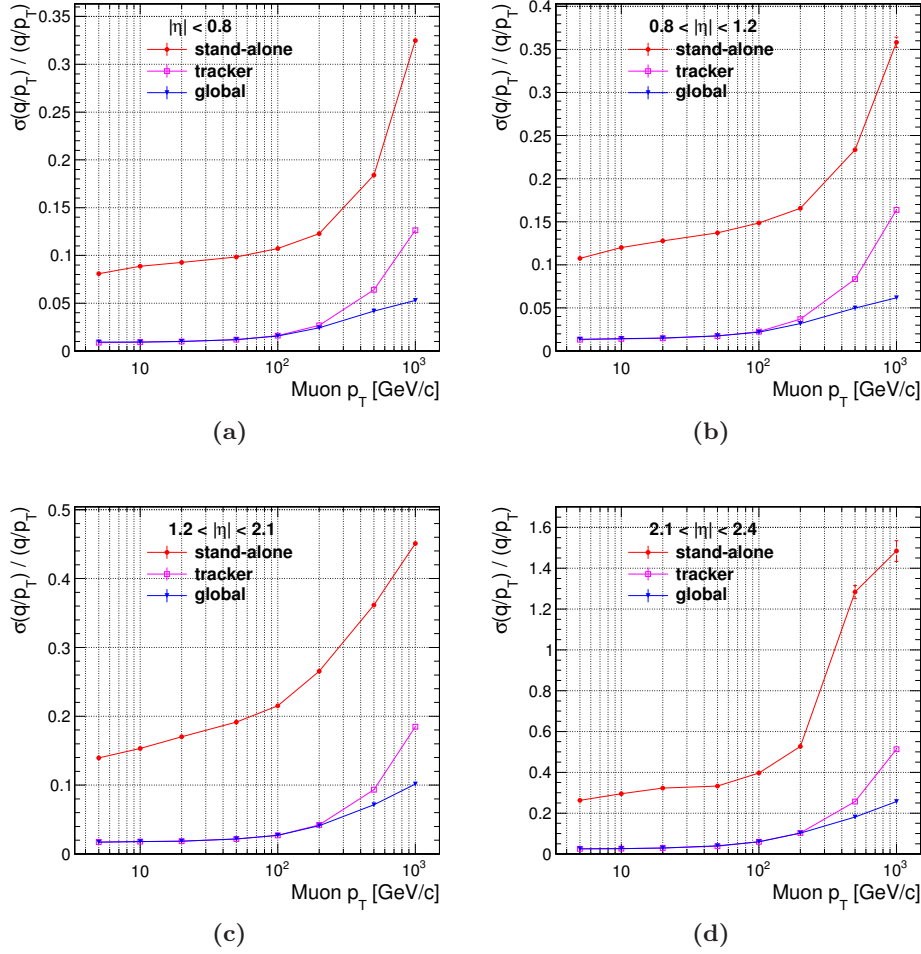 σ(q/p_T) / (q/p_T)
|η| < 0.8
stand-alone
tracker
global
0.35
0.3
0.25
0.2
0.15
0.1
0.05
0
10 10² 10³
Muon p_T [GeV/c]
(a)
σ(q/p_T) / (q/p_T)
0.8 < |η| < 1.2
stand-alone
tracker
global
0.4
0.35
0.3
0.25
0.2
0.15
0.1
0.05
0
10 10² 10³
Muon p_T [GeV/c]
(b)
σ(q/p_T) / (q/p_T)
1.2 < |η| < 2.1
stand-alone
tracker
global
0.5
0.4
0.3
0.2
0.1
0
10 10² 10³
Muon p_T [GeV/c]
(c)
σ(q/p_T) / (q/p_T)
2.1 < |η| < 2.4
stand-alone
tracker
global
1.6
1.4
1.2
1
0.8
0.6
0.4
0.2
0
10 10² 10³
Muon p_T [GeV/c]
(d)